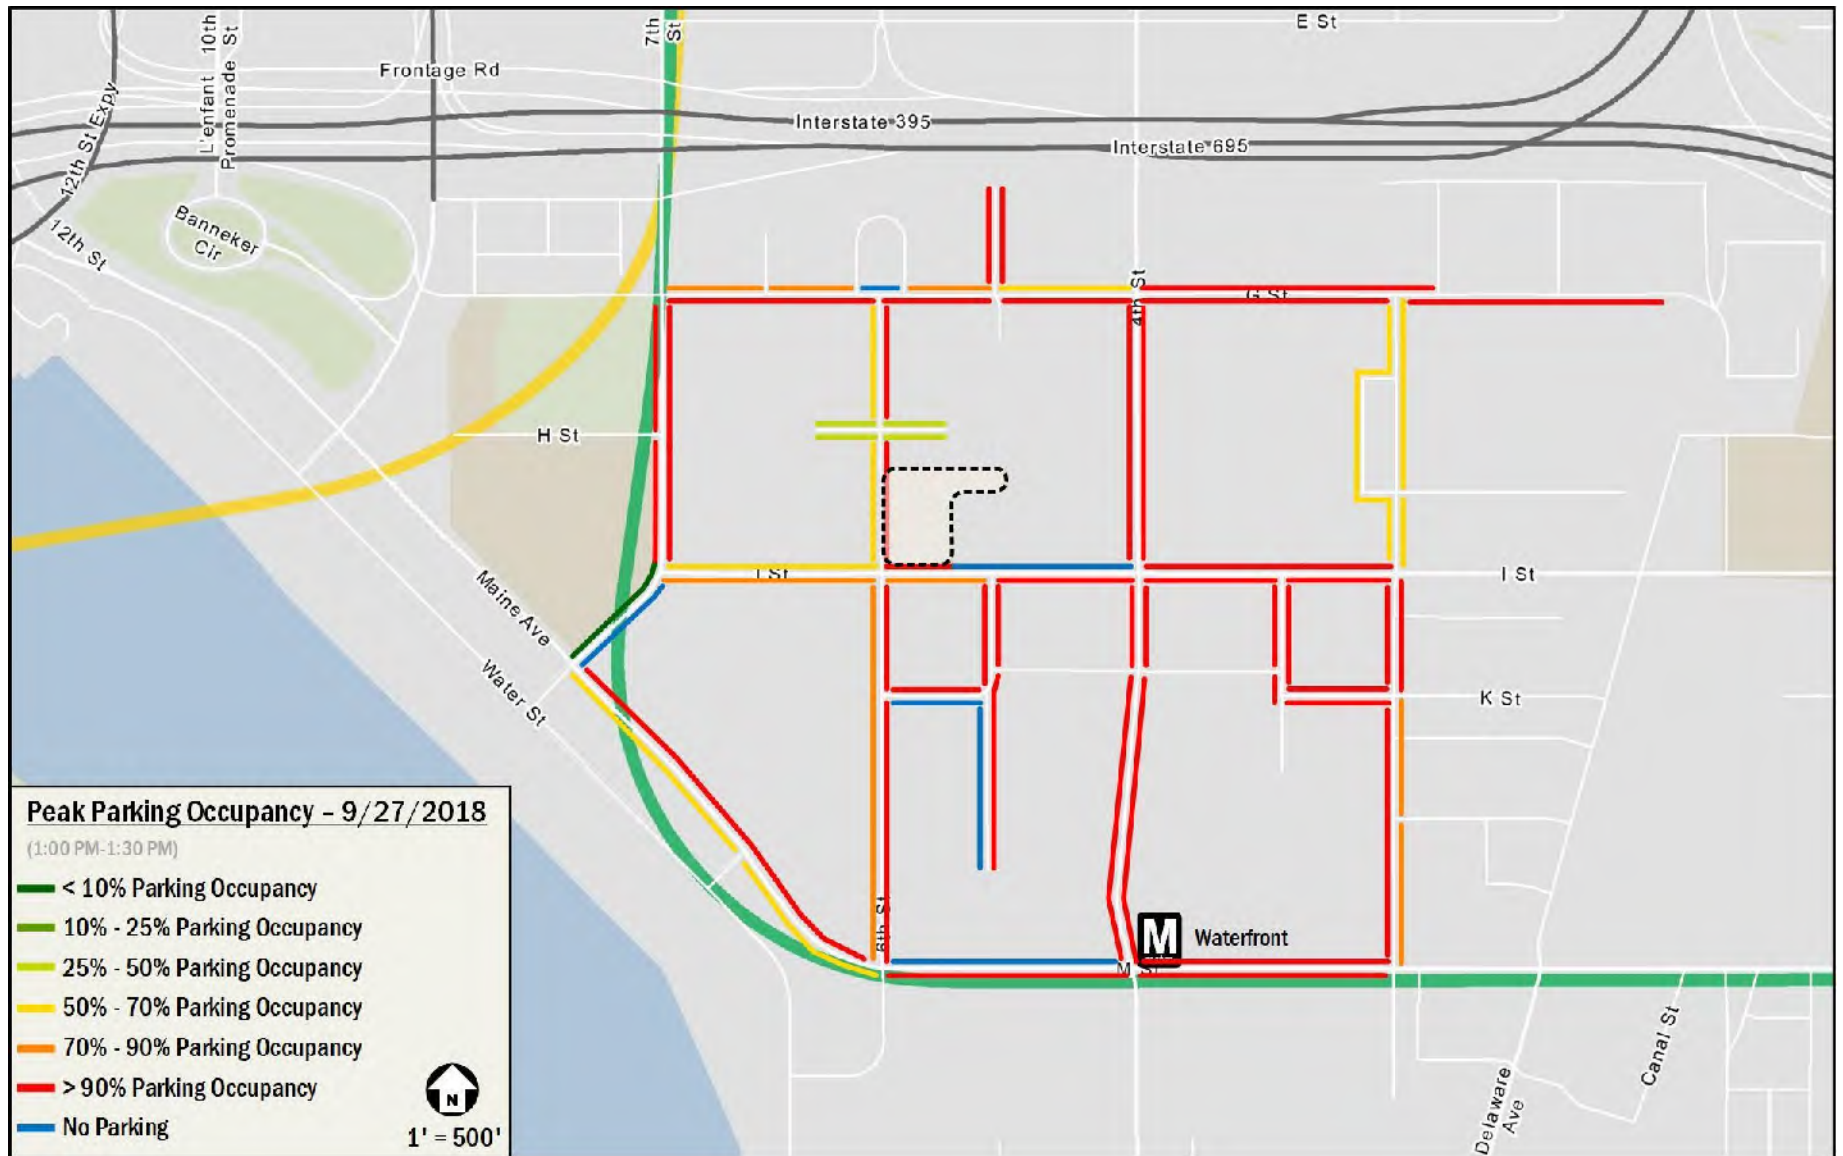 E St
7th St
L'enfant 10th
Promenade St
Frontage Rd
12th St Expy
Interstate 395
Interstate 695
Banneker
Cir
12th St
4th St
G St
H St
I St
I St
Maine Ave
Water St
K St
6th St
M
Waterfront
M St
Canal St
Delaware
Ave
Peak Parking Occupancy – 9/27/2018
(1:00 PM-1:30 PM)
< 10% Parking Occupancy
10% - 25% Parking Occupancy
25% - 50% Parking Occupancy
50% - 70% Parking Occupancy
70% - 90% Parking Occupancy
> 90% Parking Occupancy
No Parking
N
1' = 500'